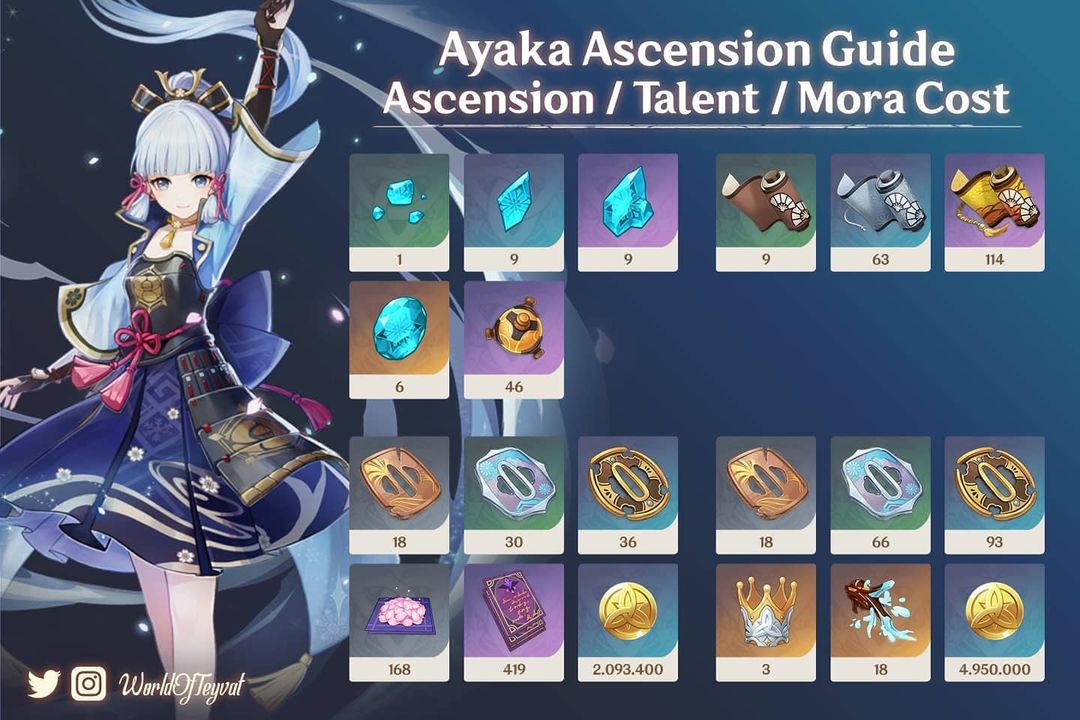 Ayaka Ascension Guide
Ascension / Talent / Mora Cost
1 9 9 9 63 114
6 46
18 30 36 18 66 93
168 419 2.093.400 3 18 4.950.000
WorldOfTeyvat